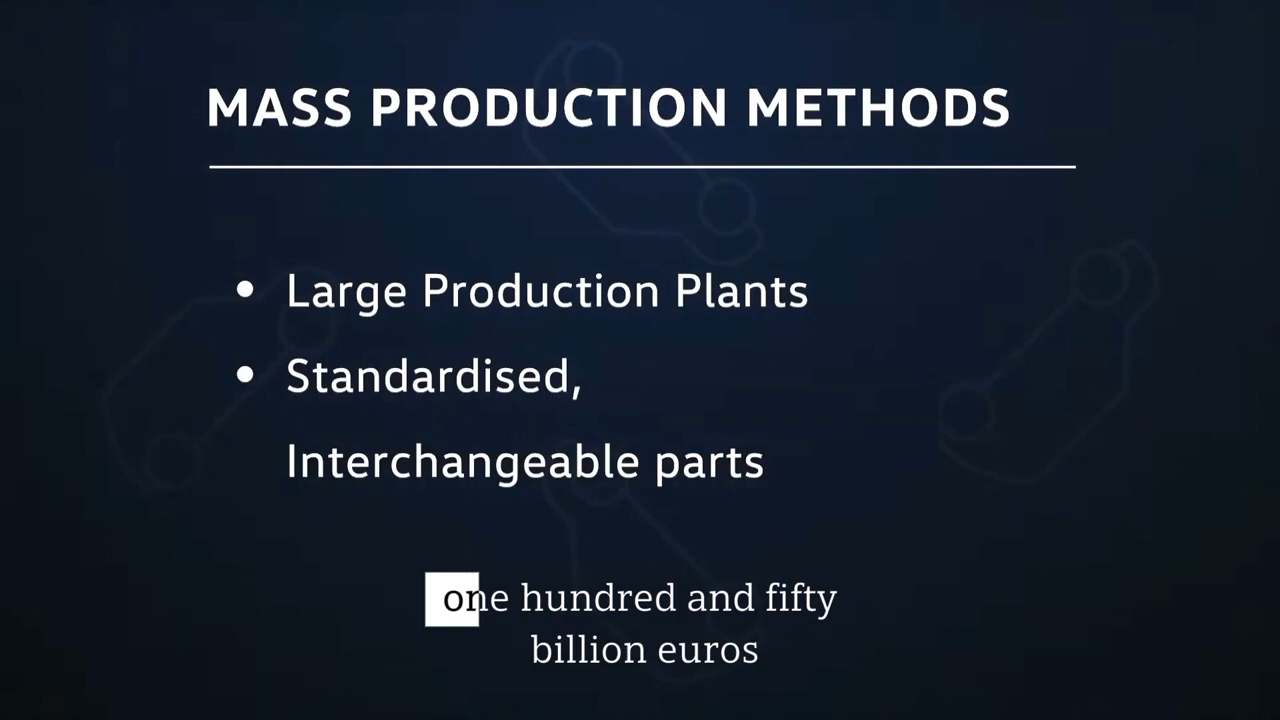 MASS PRODUCTION METHODS
• Large Production Plants
• Standardised,
Interchangeable parts
one hundred and fifty
billion euros